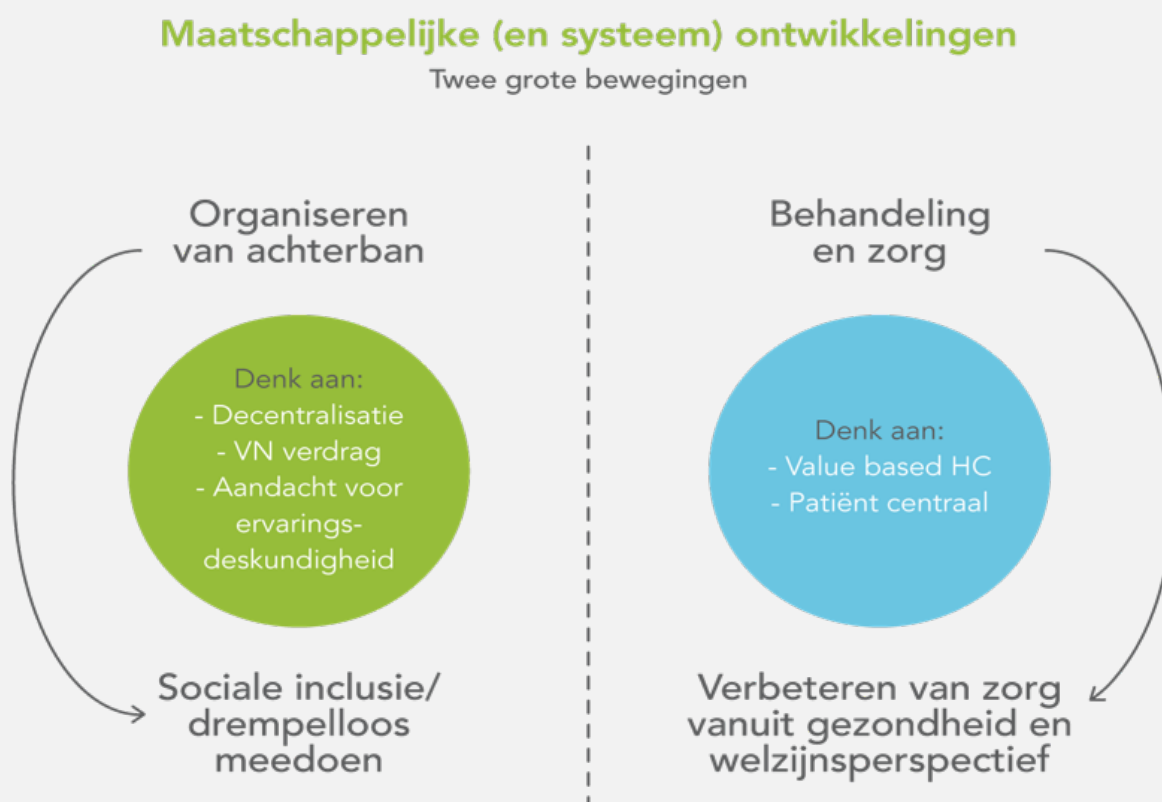 Maatschappelijke (en systeem) ontwikkelingen
Twee grote bewegingen
Organiseren
van achterban
Denk aan:
- Decentralisatie
- VN verdrag
- Aandacht voor
ervarings-
deskundigheid
Sociale inclusie/
drempelloos
meedoen
Behandeling
en zorg
Denk aan:
- Value based HC
- Patiënt centraal
Verbeteren van zorg
vanuit gezondheid en
welzijnsperspectief